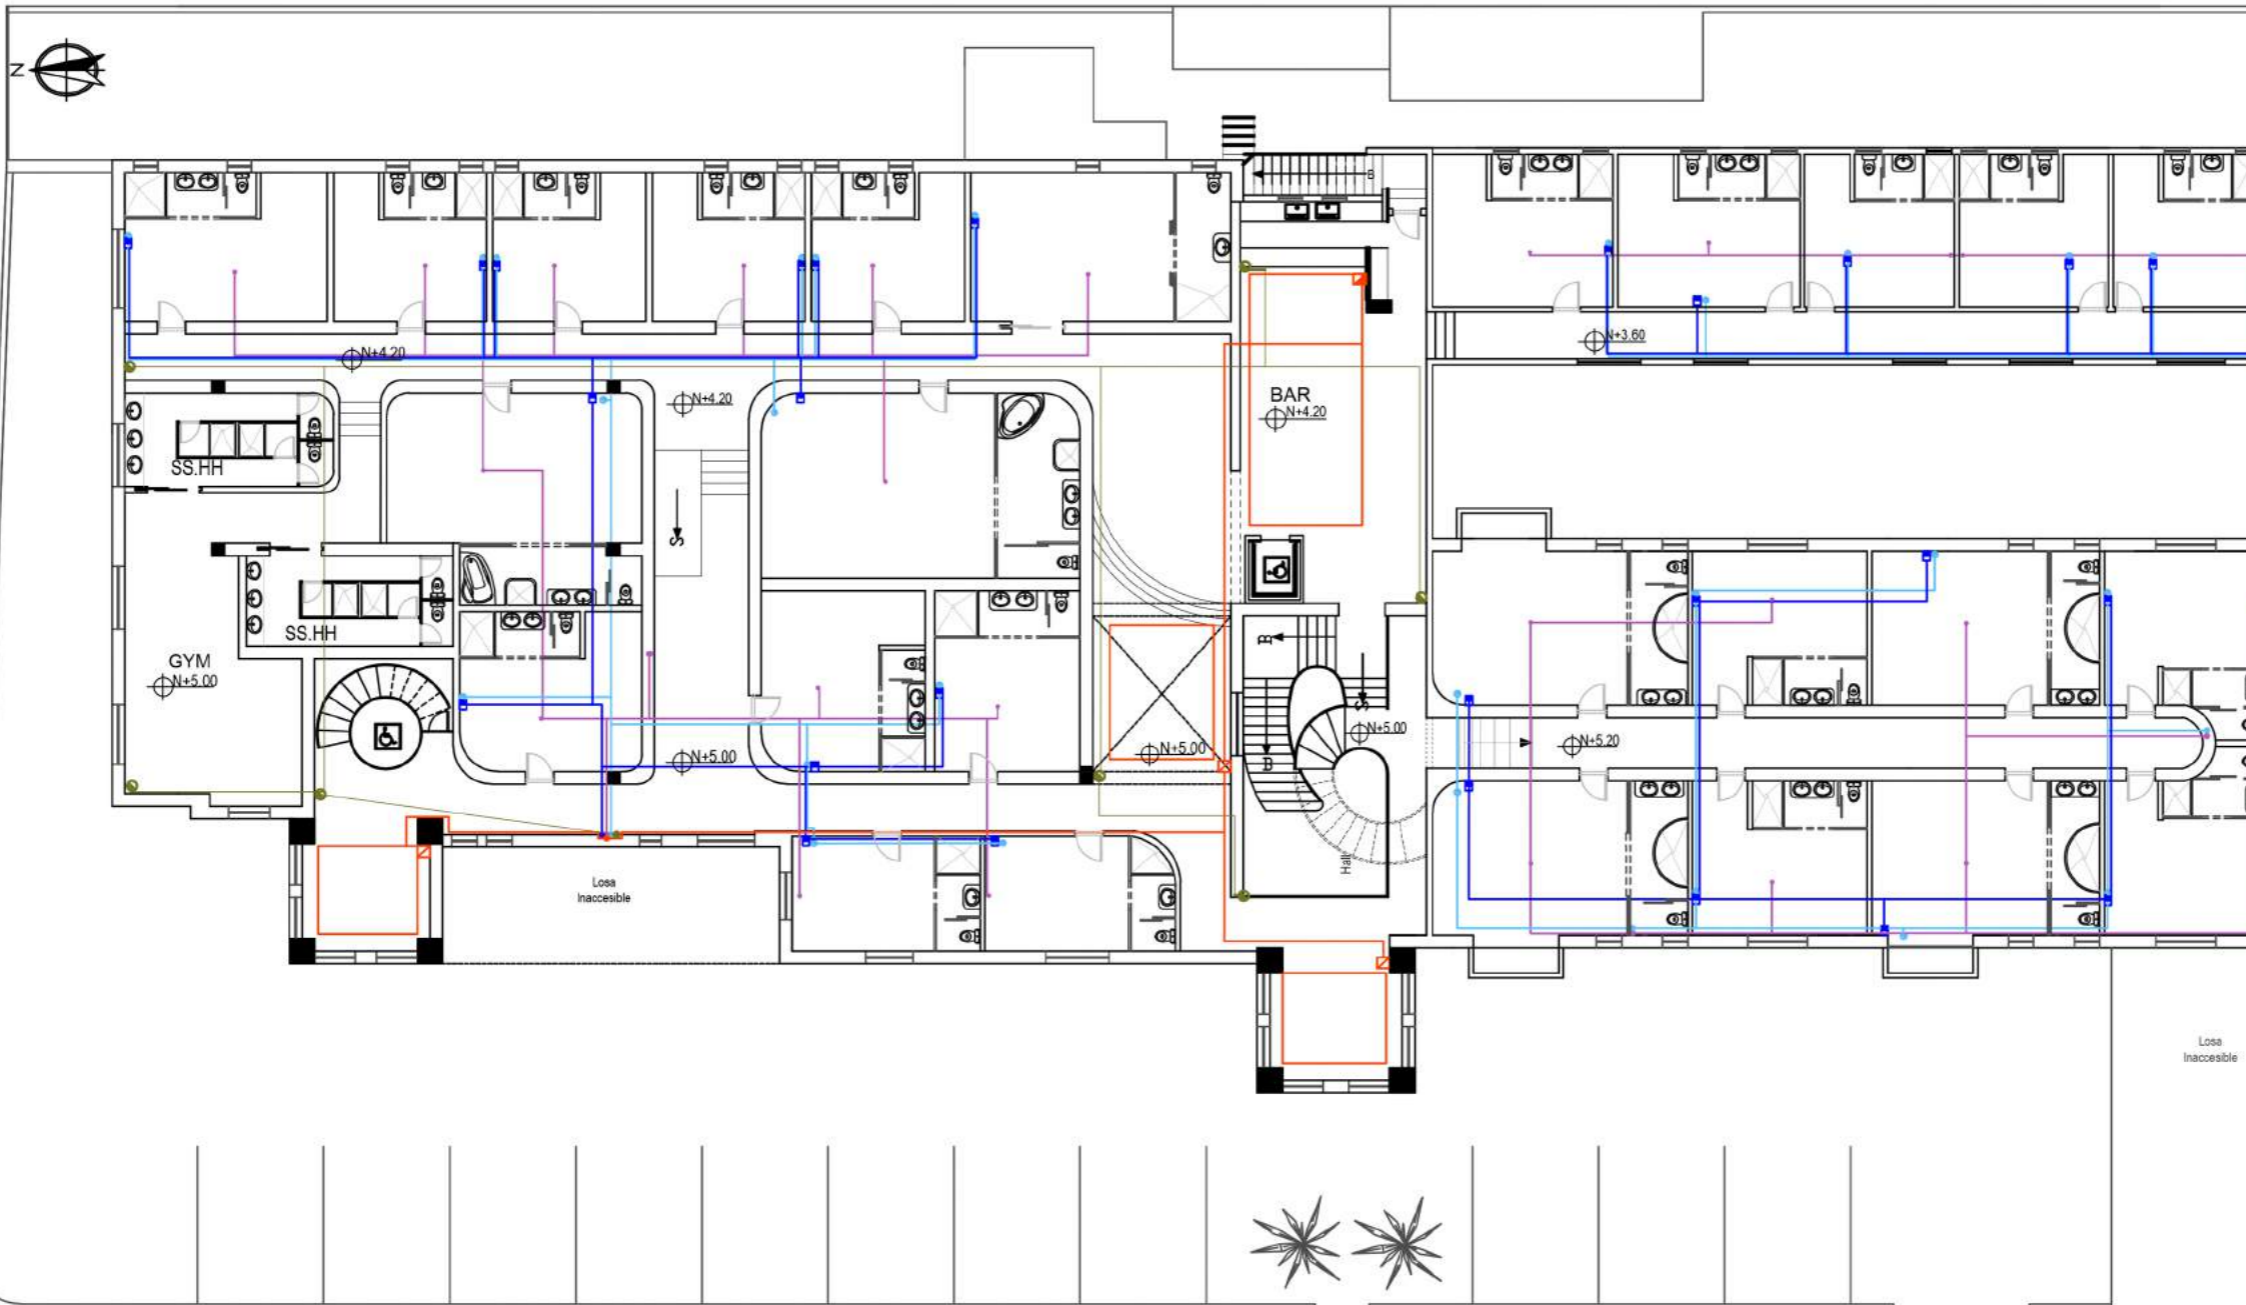 N
B
N+4.20
N+3.60
N+4.20
BAR
N+4.20
SS.HH
S
SS.HH
B
GYM
N+5.00
S
N+5.00
N+5.20
N+5.00
N+5.00
B
Hall
Losa
Inaccesible
Losa
Inaccesible